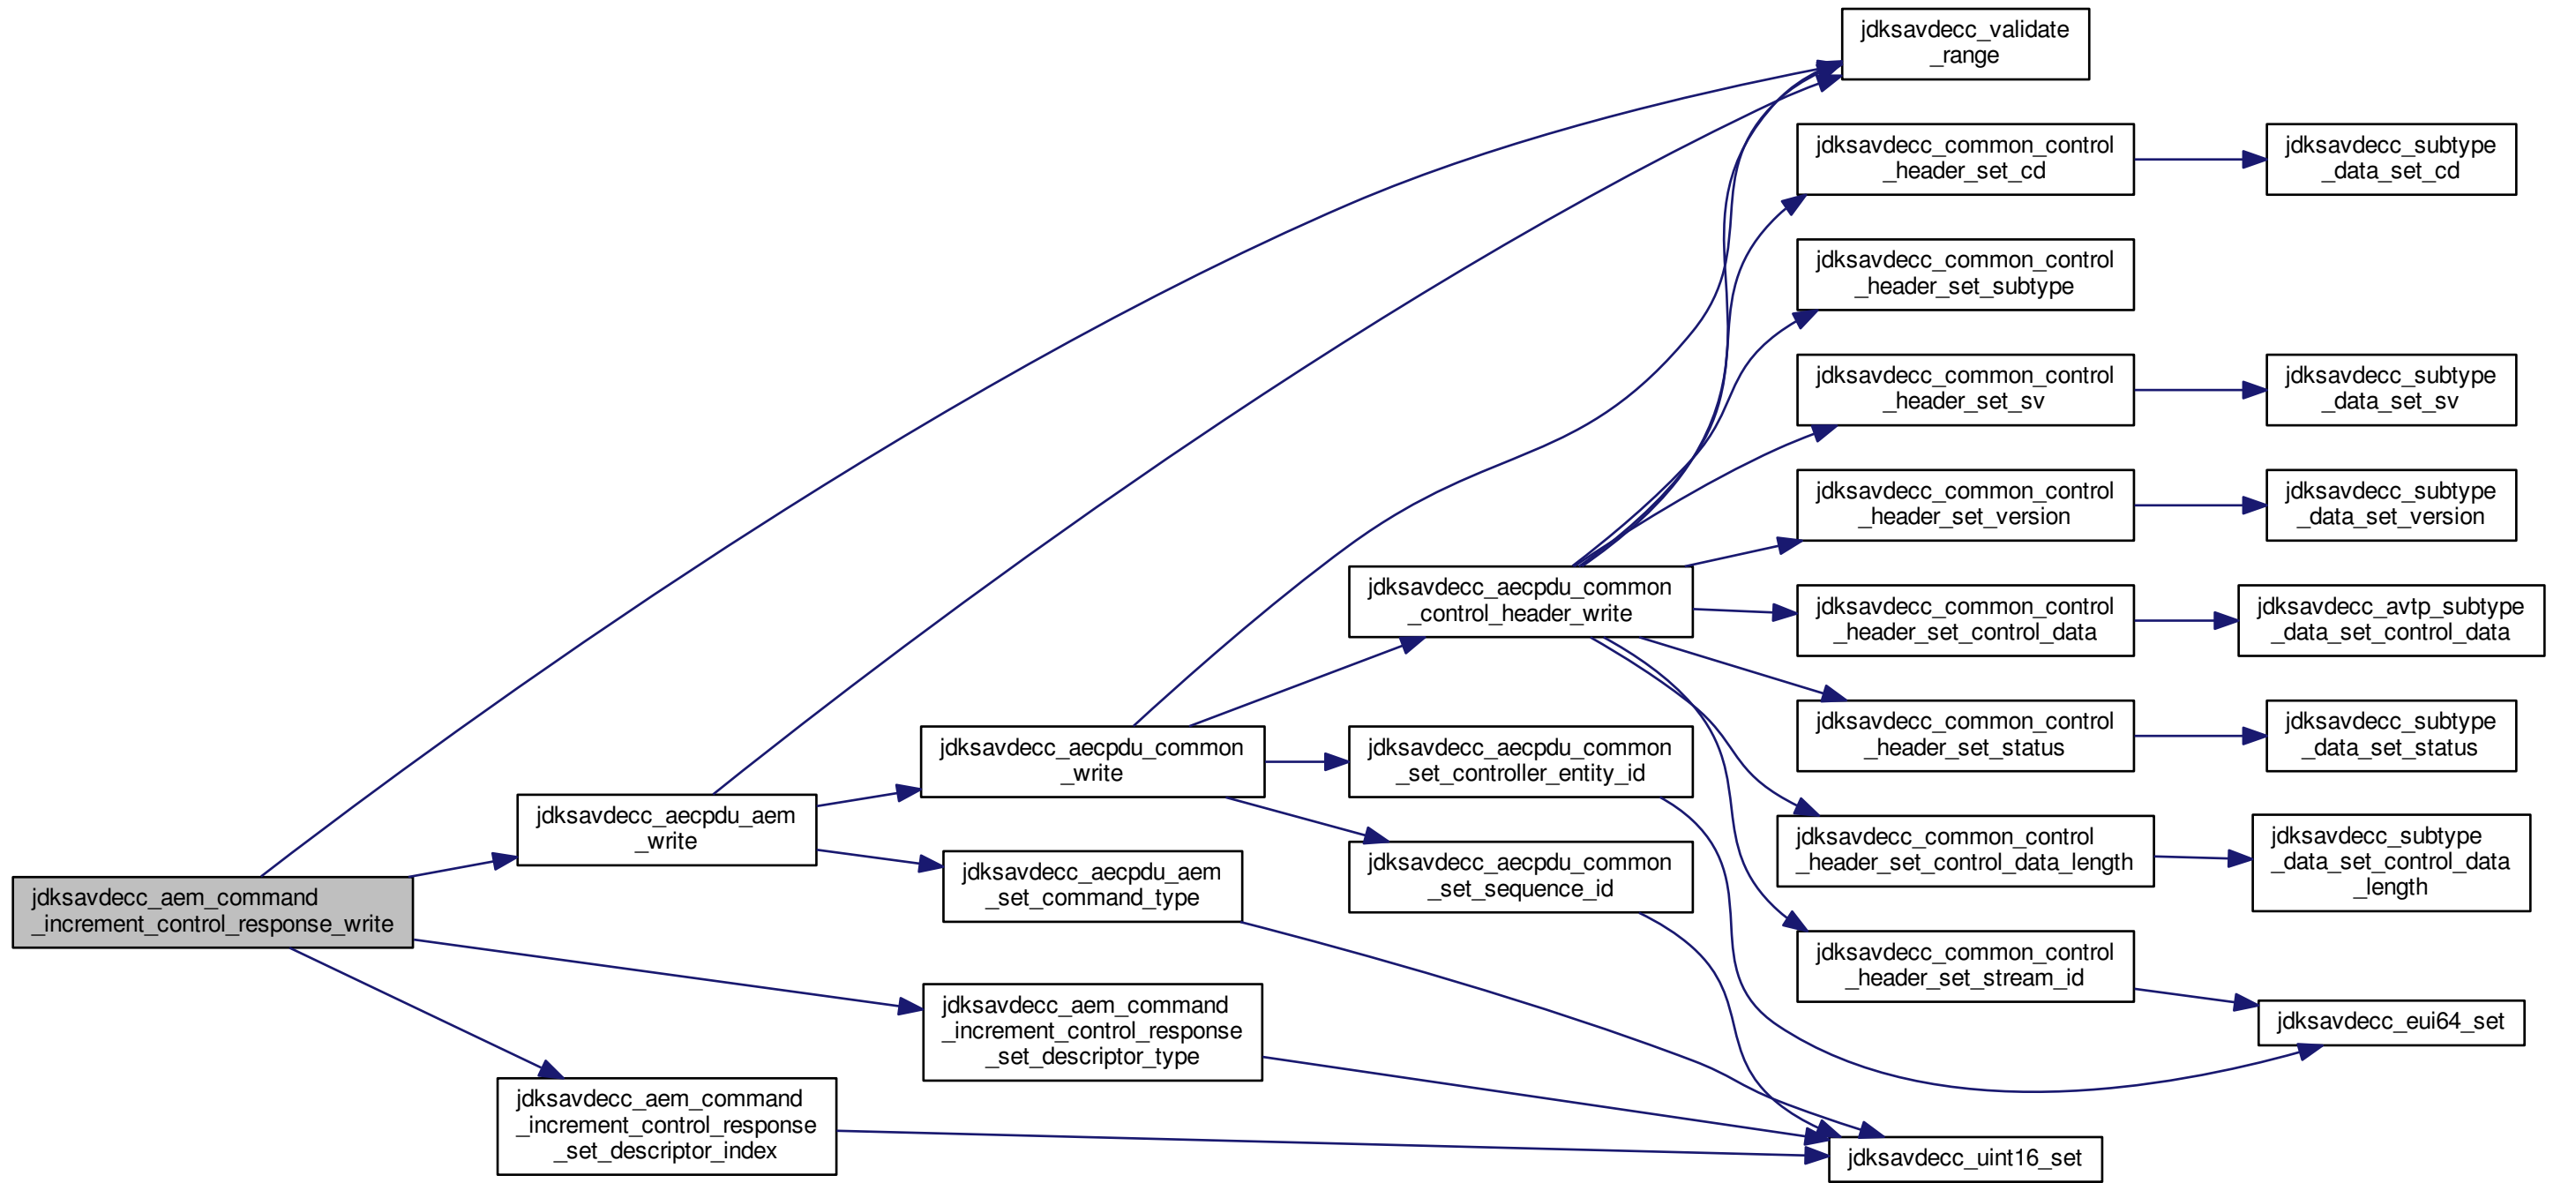 jdksavdecc_aem_command
_increment_control_response_write
jdksavdecc_aecpdu_aem
_write
jdksavdecc_aem_command
_increment_control_response
_set_descriptor_index
jdksavdecc_aecpdu_common
_write
jdksavdecc_aecpdu_aem
_set_command_type
jdksavdecc_aem_command
_increment_control_response
_set_descriptor_type
jdksavdecc_aecpdu_common
_control_header_write
jdksavdecc_aecpdu_common
_set_controller_entity_id
jdksavdecc_aecpdu_common
_set_sequence_id
jdksavdecc_validate
_range
jdksavdecc_common_control
_header_set_cd
jdksavdecc_common_control
_header_set_subtype
jdksavdecc_common_control
_header_set_sv
jdksavdecc_common_control
_header_set_version
jdksavdecc_common_control
_header_set_control_data
jdksavdecc_common_control
_header_set_status
jdksavdecc_common_control
_header_set_control_data_length
jdksavdecc_common_control
_header_set_stream_id
jdksavdecc_uint16_set
jdksavdecc_subtype
_data_set_cd
jdksavdecc_subtype
_data_set_sv
jdksavdecc_subtype
_data_set_version
jdksavdecc_avtp_subtype
_data_set_control_data
jdksavdecc_subtype
_data_set_status
jdksavdecc_subtype
_data_set_control_data
_length
jdksavdecc_eui64_set